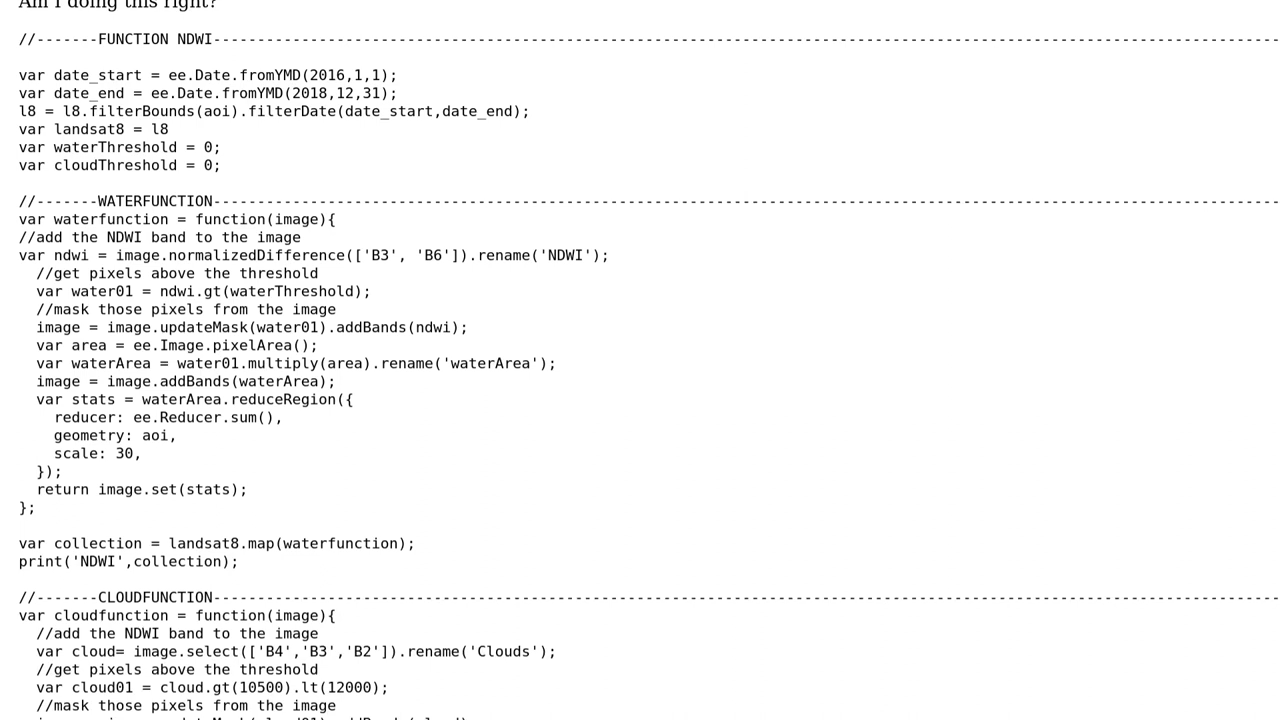 Am I doing this right?
//-------FUNCTION NDWI-------------------------------------------------------------------------------------------------------------------------
var date_start = ee.Date.fromYMD(2016,1,1);
var date_end = ee.Date.fromYMD(2018,12,31);
l8 = l8.filterBounds(aoi).filterDate(date_start,date_end);
var landsat8 = l8
var waterThreshold = 0;
var cloudThreshold = 0;
//-------WATERFUNCTION-------------------------------------------------------------------------------------------------------------------------
var waterfunction = function(image){
//add the NDWI band to the image
var ndwi = image.normalizedDifference(['B3', 'B6']).rename('NDWI');
  //get pixels above the threshold
  var water01 = ndwi.gt(waterThreshold);
  //mask those pixels from the image
  image = image.updateMask(water01).addBands(ndwi);
  var area = ee.Image.pixelArea();
  var waterArea = water01.multiply(area).rename('waterArea');
  image = image.addBands(waterArea);
  var stats = waterArea.reduceRegion({
    reducer: ee.Reducer.sum(),
    geometry: aoi,
    scale: 30,
  });
  return image.set(stats);
};
var collection = landsat8.map(waterfunction);
print('NDWI',collection);
//-------CLOUDFUNCTION-------------------------------------------------------------------------------------------------------------------------
var cloudfunction = function(image){
  //add the NDWI band to the image
  var cloud= image.select(['B4','B3','B2']).rename('Clouds');
  //get pixels above the threshold
  var cloud01 = cloud.gt(10500).lt(12000);
  //mask those pixels from the image